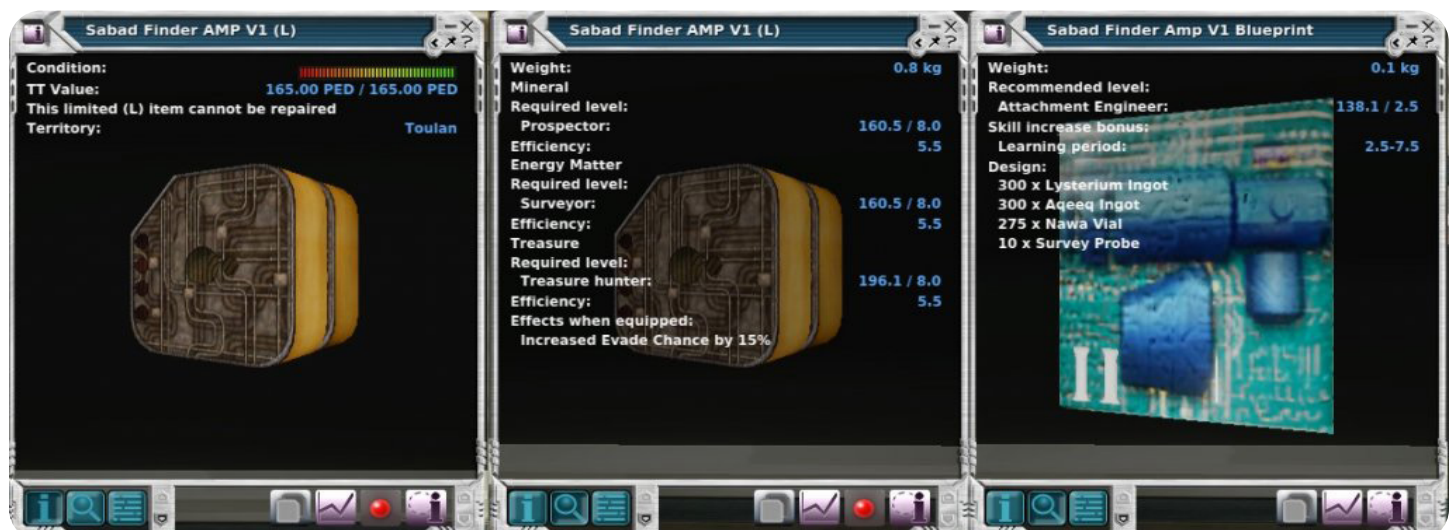 Sabad Finder AMP V1 (L)
Condition:
TT Value: 165.00 PED / 165.00 PED
This limited (L) item cannot be repaired
Territory: Toulan
Sabad Finder AMP V1 (L)
Weight: 0.8 kg
Mineral
Required level:
Prospector: 160.5 / 8.0
Efficiency: 5.5
Energy Matter
Required level:
Surveyor: 160.5 / 8.0
Efficiency: 5.5
Treasure
Required level:
Treasure hunter: 196.1 / 8.0
Efficiency: 5.5
Effects when equipped:
Increased Evade Chance by 15%
Sabad Finder Amp V1 Blueprint
Weight: 0.1 kg
Recommended level:
Attachment Engineer: 138.1 / 2.5
Skill increase bonus:
Learning period: 2.5-7.5
Design:
300 x Lysterium Ingot
300 x Aqeeq Ingot
275 x Nawa Vial
10 x Survey Probe
II